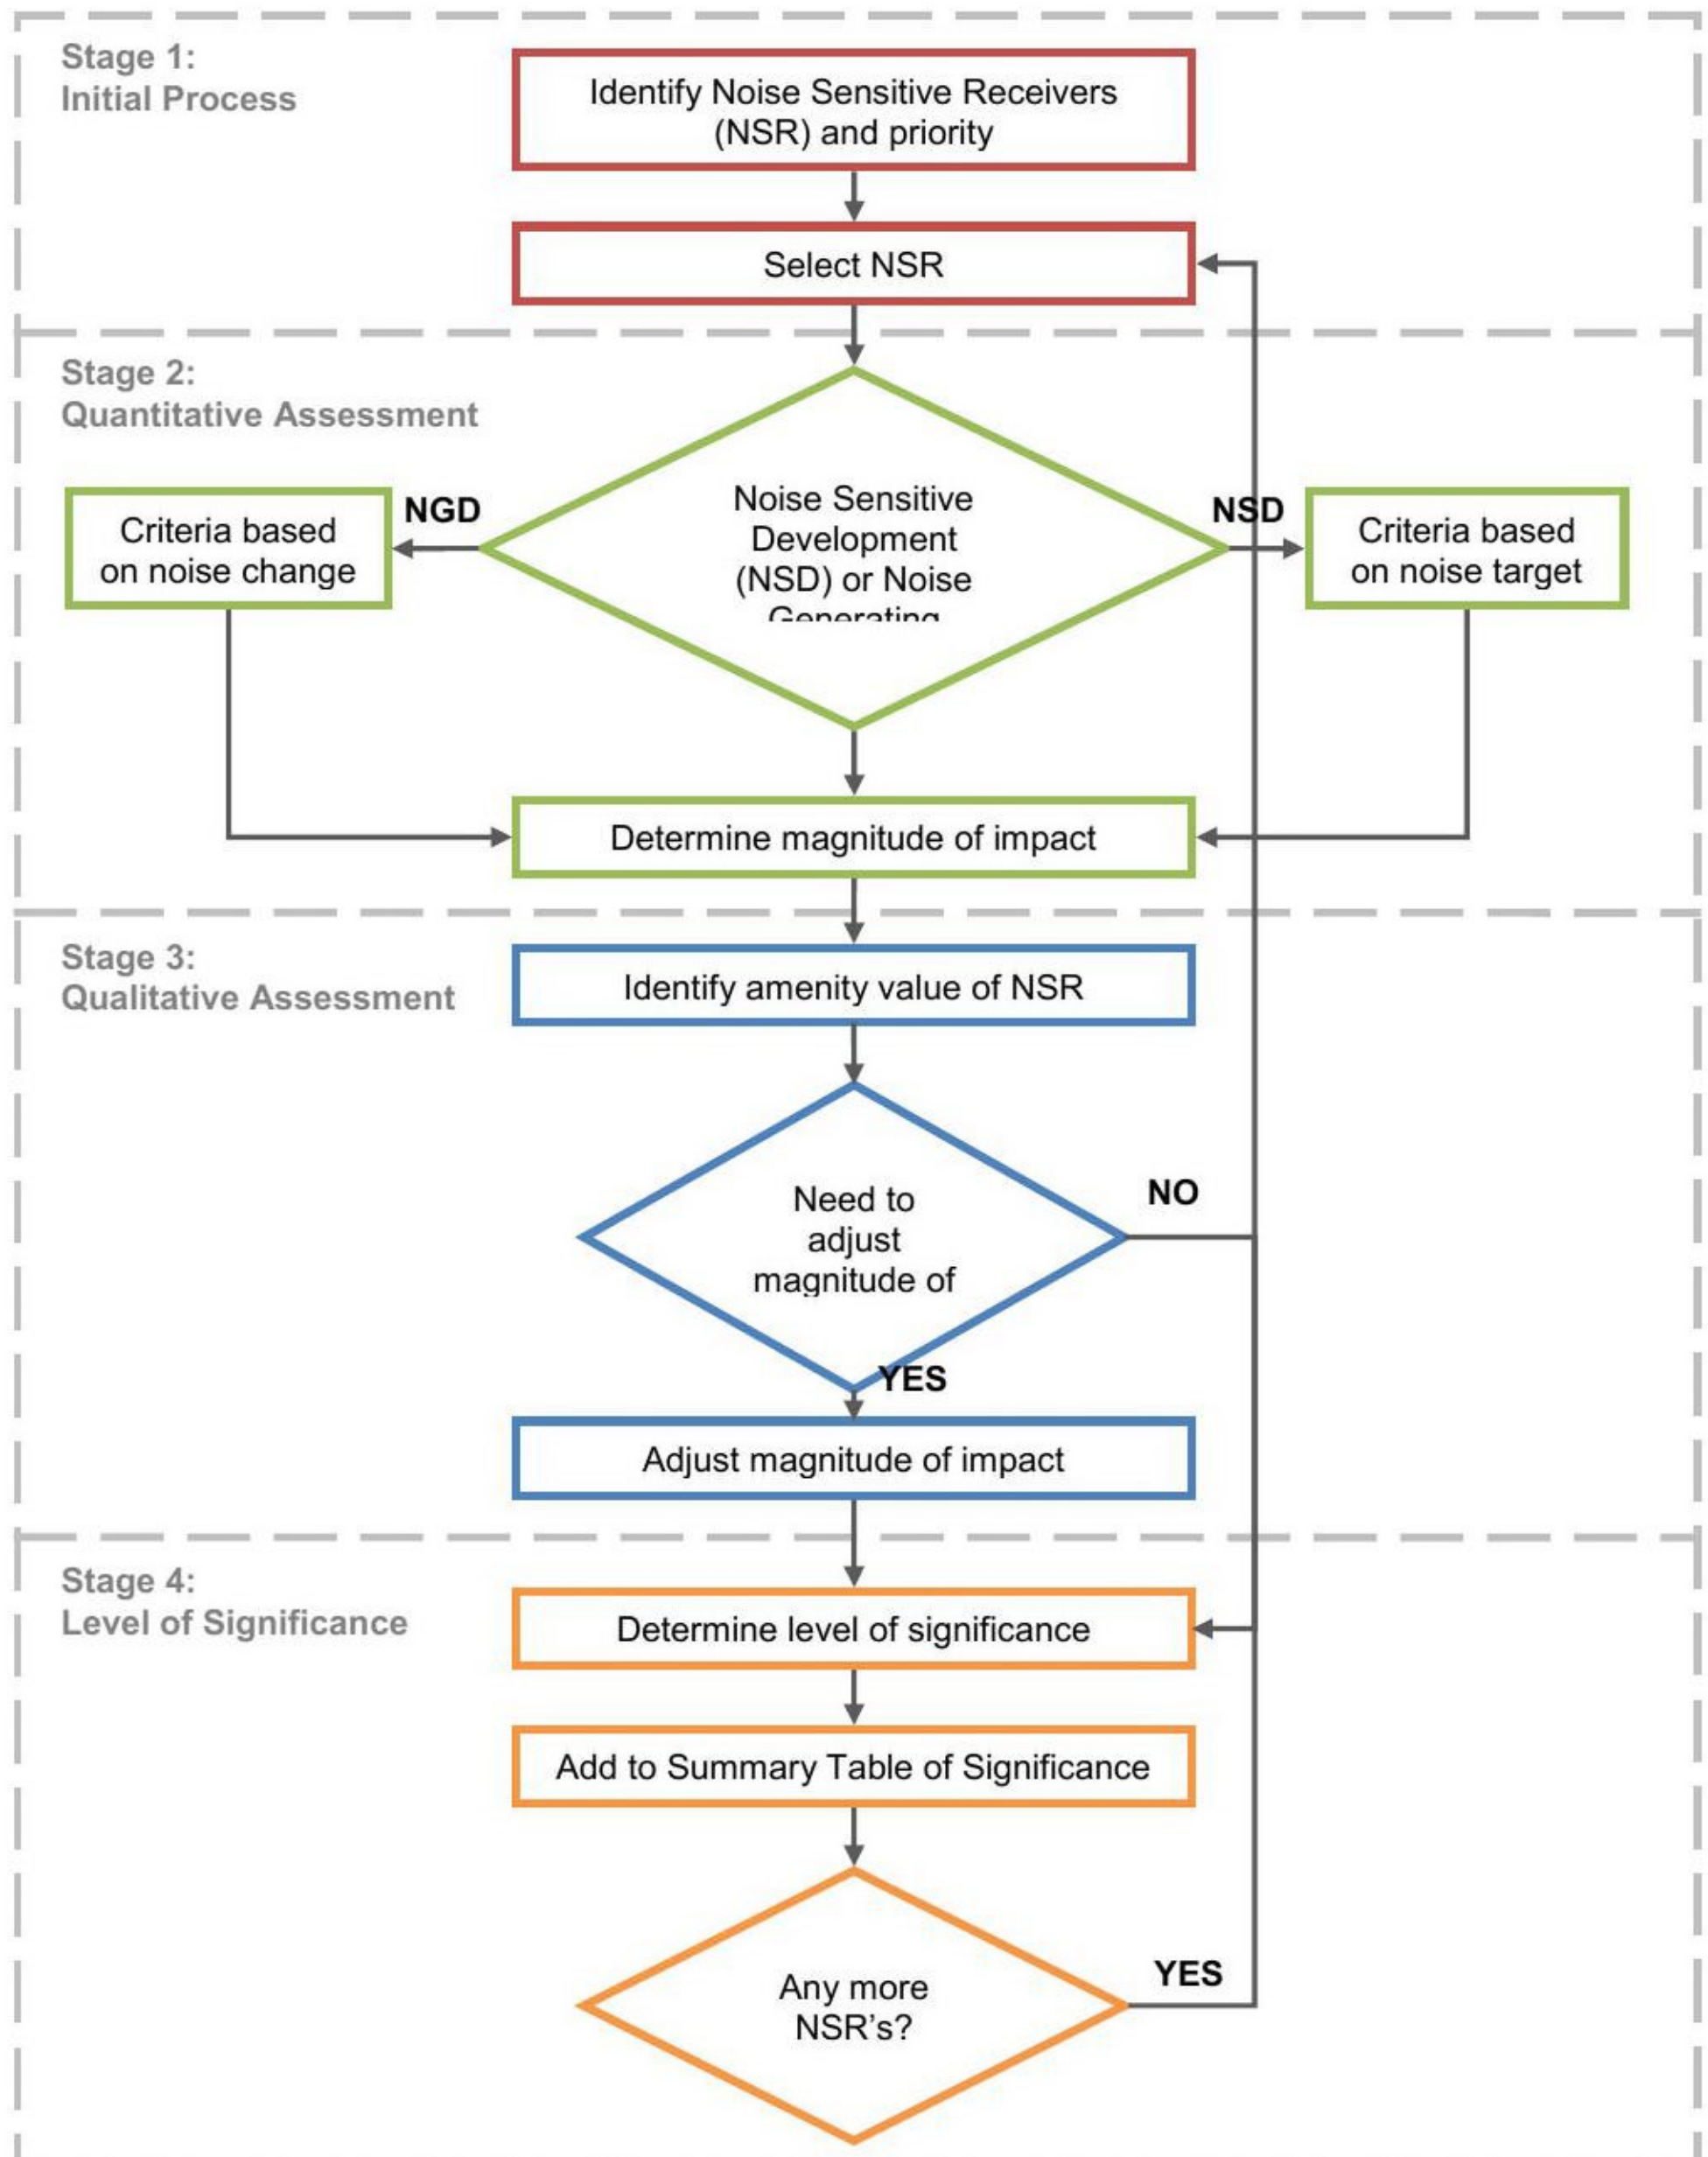 Stage 1:
Initial Process
Identify Noise Sensitive Receivers
(NSR) and priority
Select NSR
Stage 2:
Quantitative Assessment
NGD
NSD
Criteria based
on noise change
Noise Sensitive
Development
(NSD) or Noise
Generating
Criteria based
on noise target
Determine magnitude of impact
Stage 3:
Qualitative Assessment
Identify amenity value of NSR
NO
Need to
adjust
magnitude of
YES
Adjust magnitude of impact
Stage 4:
Level of Significance
Determine level of significance
Add to Summary Table of Significance
YES
Any more
NSR's?